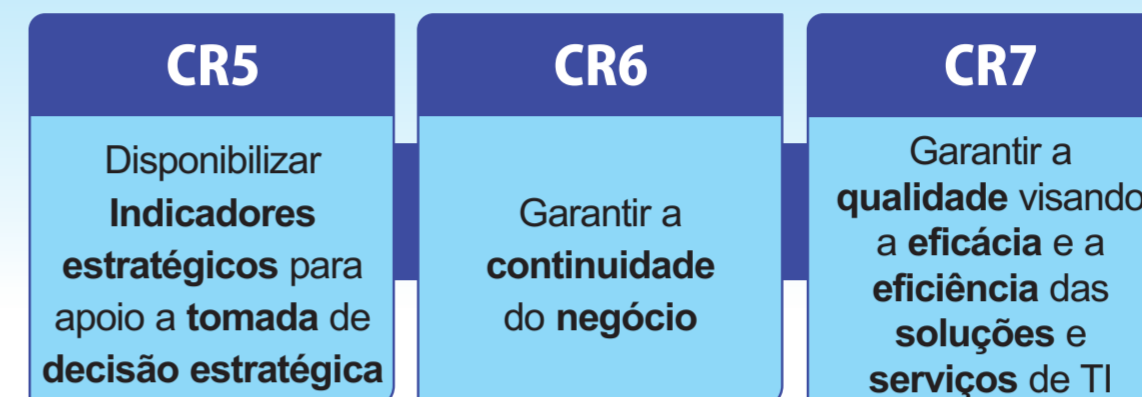 CR5
Disponibilizar
Indicadores
estratégicos para
apoio a tomada de
decisão estratégica
CR6
Garantir a
continuidade
do negócio
CR7
Garantir a
qualidade visando
a eficácia e a
eficiência das
soluções e
serviços de TI